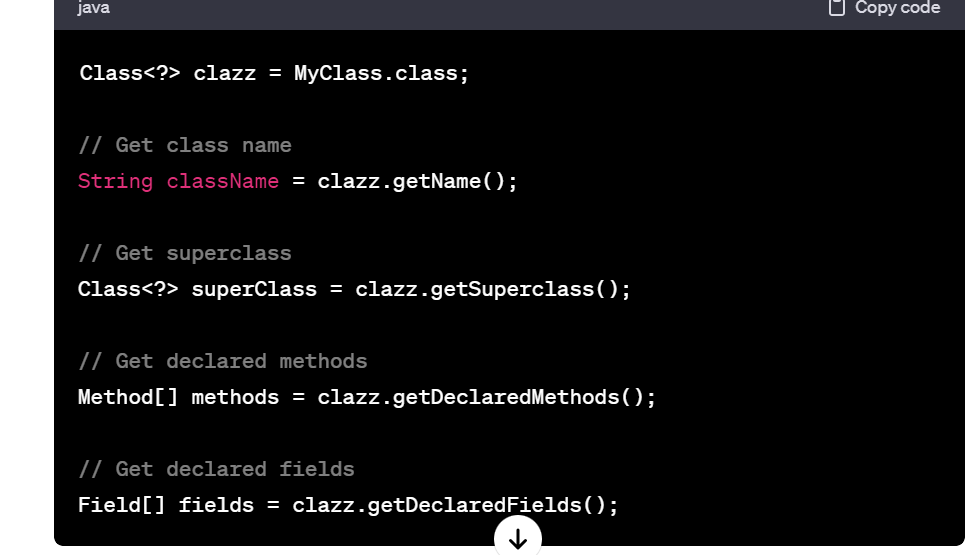 java
Copy code
Class<?> clazz = MyClass.class;
// Get class name
String className = clazz.getName();
// Get superclass
Class<?> superClass = clazz.getSuperclass();
// Get declared methods
Method[] methods = clazz.getDeclaredMethods();
// Get declared fields
Field[] fields = clazz.getDeclaredFields();